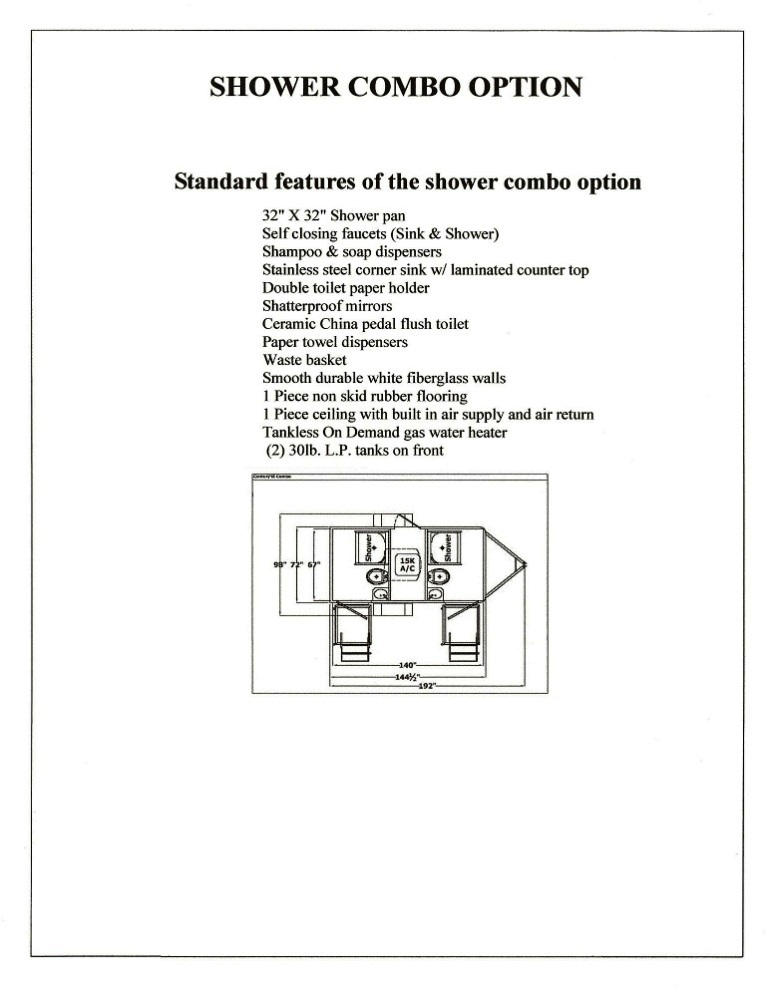 SHOWER COMBO OPTION
Standard features of the shower combo option
32" X 32" Shower pan
Self closing faucets (Sink & Shower)
Shampoo & soap dispensers
Stainless steel corner sink w/ laminated counter top
Double toilet paper holder
Shatterproof mirrors
Ceramic China pedal flush toilet
Paper towel dispensers
Waste basket
Smooth durable white fiberglass walls
1 Piece non skid rubber flooring
1 Piece ceiling with built in air supply and air return
Tankless On Demand gas water heater
(2) 30lb. L.P. tanks on front
Shower
Shower
15K
A/C
98" 72" 67"
140"
144½"
192"